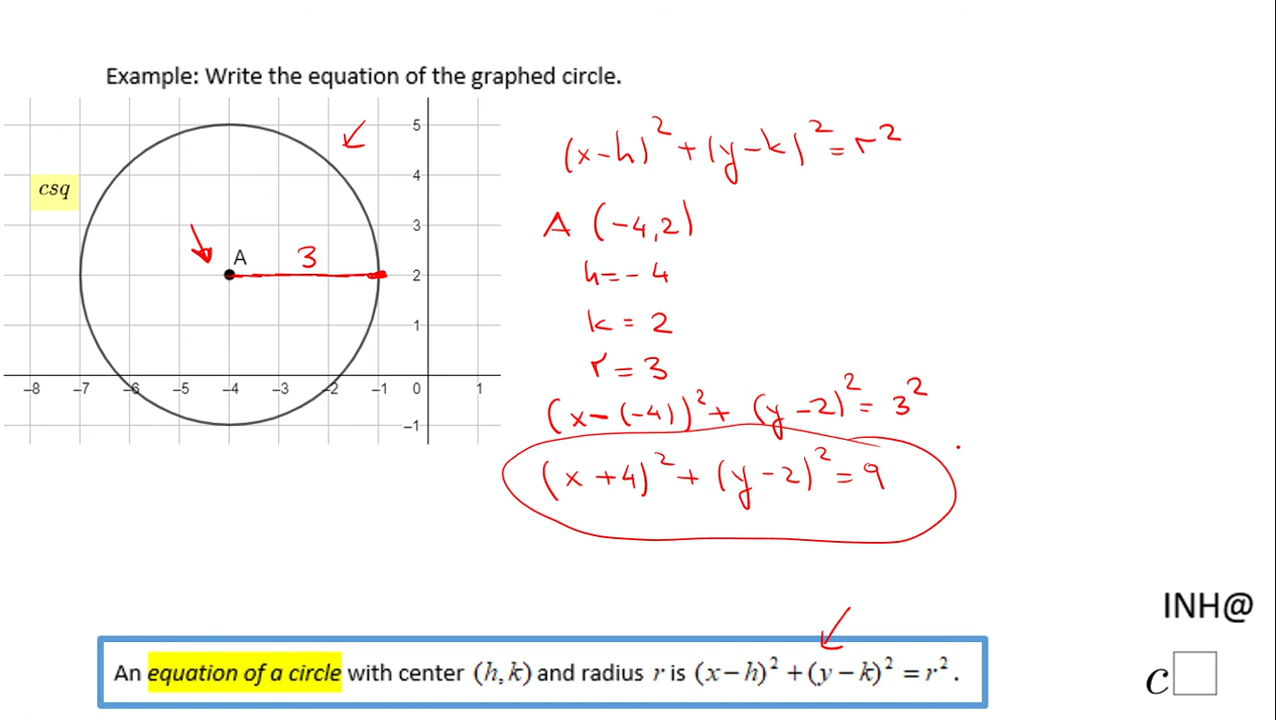 Example: Write the equation of the graphed circle.
csq
A
3
5
4
3
2
1
-1
-8 -7 -6 -5 -4 -3 -2 -1 0 1
(x-h)² + (y-k)² = r²
A (-4,2)
h = -4
k = 2
r = 3
(x-(-4))² + (y-2)² = 3²
(x+4)² + (y-2)² = 9
INH@
An equation of a circle with center (h,k) and radius r is (x-h)² + (y-k)² = r².
c